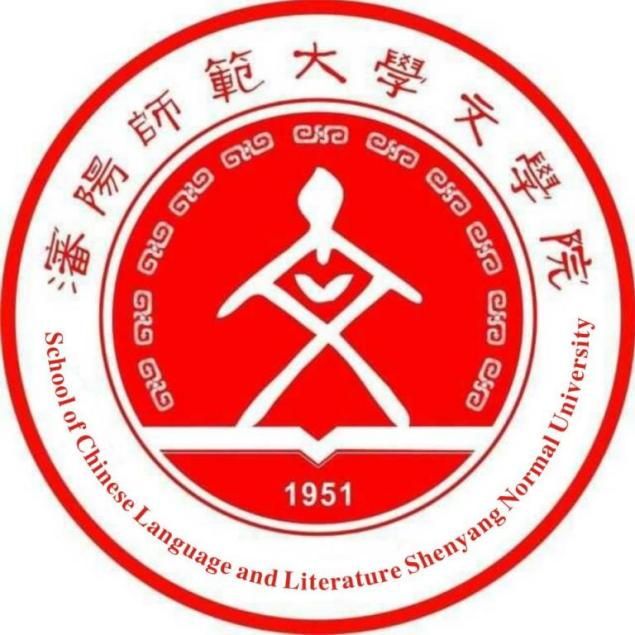 瀋陽師範大學文學院
1951
School of Chinese Language and Literature Shenyang Normal University